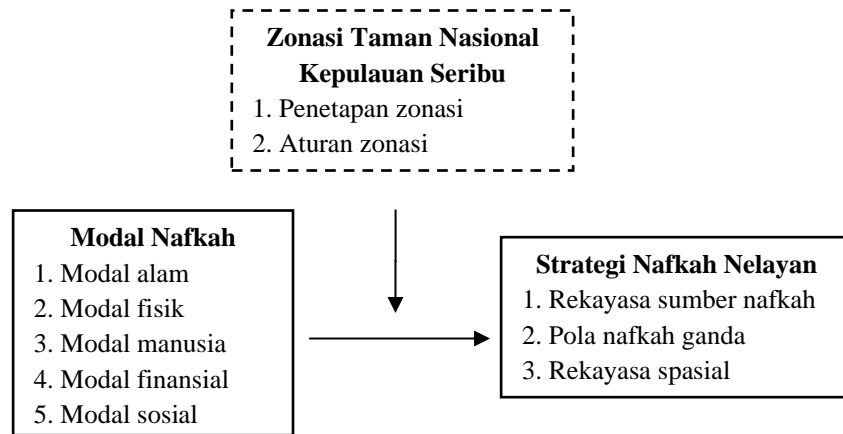 Zonasi Taman Nasional
Kepulauan Seribu
1. Penetapan zonasi
2. Aturan zonasi
Modal Nafkah
1. Modal alam
2. Modal fisik
3. Modal manusia
4. Modal finansial
5. Modal sosial
Strategi Nafkah Nelayan
1. Rekayasa sumber nafkah
2. Pola nafkah ganda
3. Rekayasa spasial